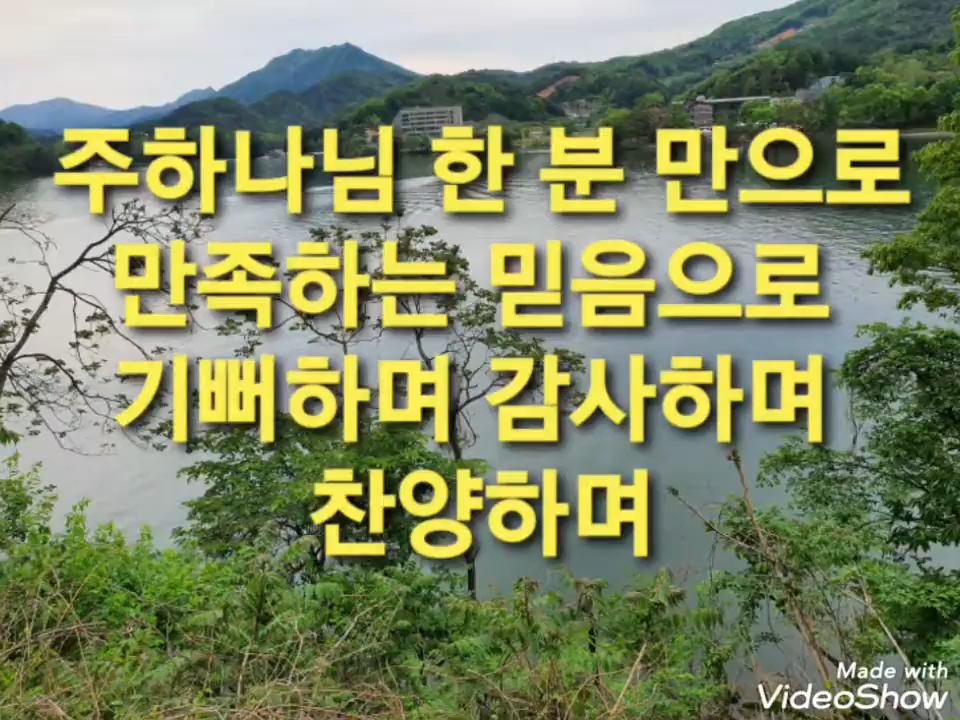 주하나님 한 분 만으로
만족하는 믿음으로
기뻐하며 감사하며
찬양하며
Made with
VideoShow